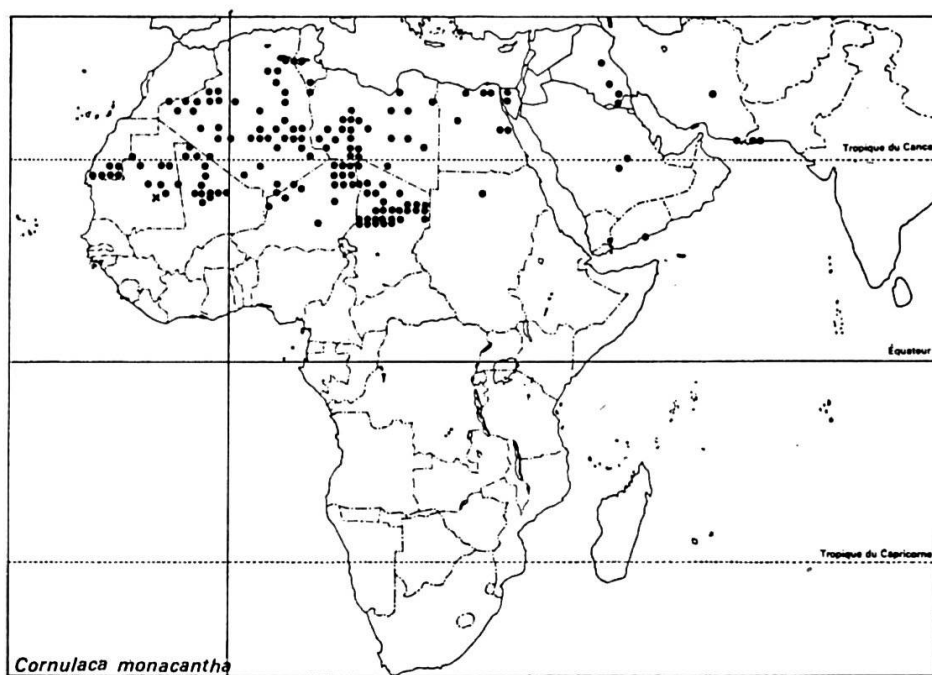 Tropique du Cancer
Équateur
Tropique du Capricorne
Cornulaca monacantha